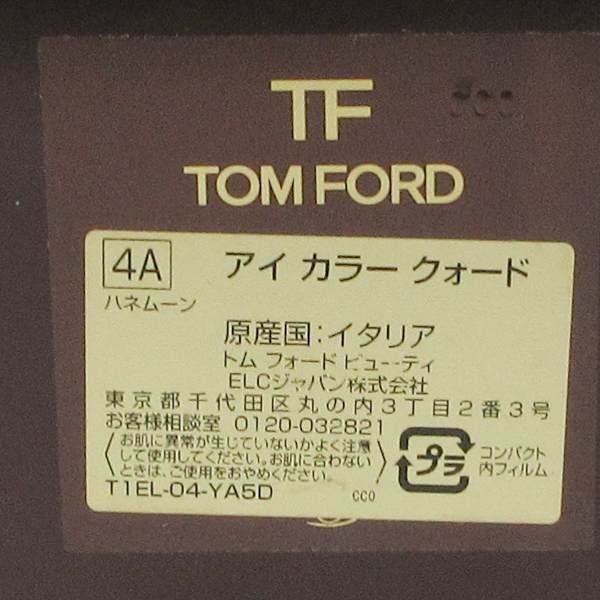 TF
TOM FORD
4A アイ カラー クォード
ハネムーン
原産国:イタリア
トム フォード ビューティ
ELCジャパン株式会社
東京都千代田区丸の内3丁目2番3号
お客様相談室 0120-032821
お肌に異常が生じていないかよく注意
して使用してください。お肌に合わない
ときは、ご使用をおやめください。
プラ
コンパクト
内フィルム
T1EL-04-YA5D CC0